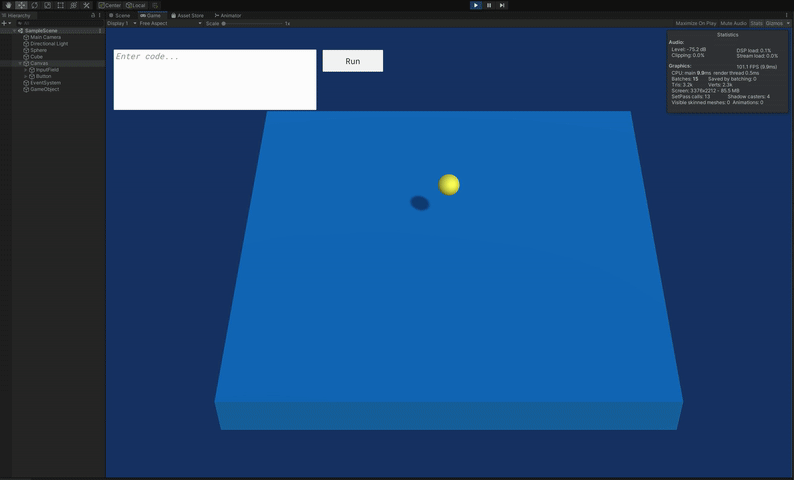 Center Local
Hierarchy Scene Game Asset Store Animator
Display 1 Free Aspect Scale 1x Maximize On Play Mute Audio Stats Gizmos
SampleScene
Main Camera
Directional Light
Sphere
Cube
Canvas
InputField
Button
EventSystem
GameObject
Enter code...
Run
Statistics
Audio:
Level: -75.2 dB DSP load: 0.1%
Clipping: 0.0% Stream load: 0.0%
Graphics: 101.1 FPS (9.9ms)
CPU: main 9.9ms render thread 0.5ms
Batches: 15 Saved by batching: 0
Tris: 3.2k Verts: 2.3k
Screen: 3376x2212 - 85.5 MB
SetPass calls: 13 Shadow casters: 4
Visible skinned meshes: 0 Animations: 0